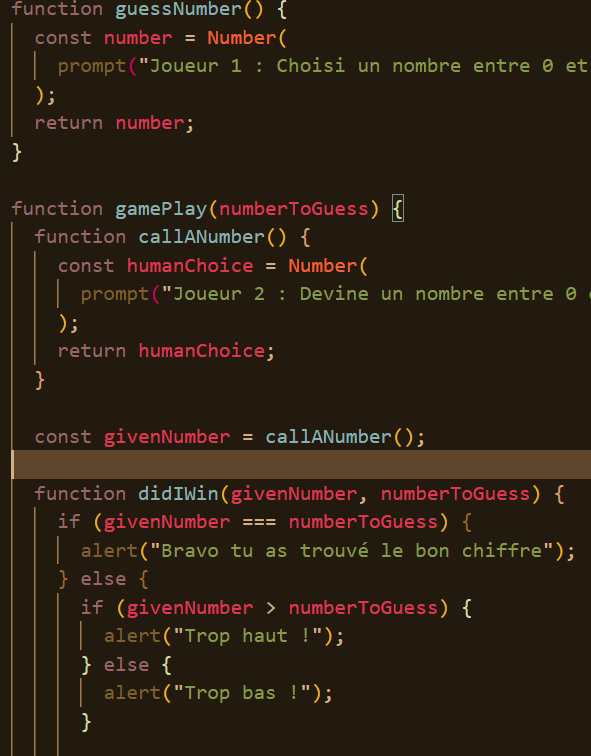 function guessNumber() {
const number = Number(
prompt("Joueur 1 : Choisi un nombre entre 0 et
);
return number;
}
function gamePlay(numberToGuess) {
function callANumber() {
const humanChoice = Number(
prompt("Joueur 2 : Devine un nombre entre 0
);
return humanChoice;
}
const givenNumber = callANumber();
function didIWin(givenNumber, numberToGuess) {
if (givenNumber === numberToGuess) {
alert("Bravo tu as trouvé le bon chiffre");
} else {
if (givenNumber > numberToGuess) {
alert("Trop haut !");
} else {
alert("Trop bas !");
}